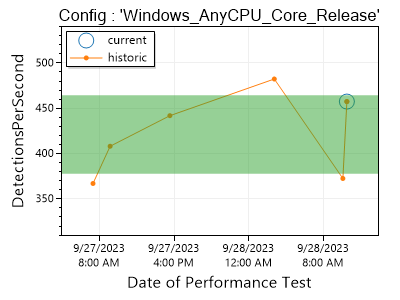 Config : 'Windows_AnyCPU_Core_Release'
current
historic
DetectionsPerSecond
500
450
400
350
9/27/2023 8:00 AM
9/27/2023 4:00 PM
9/28/2023 12:00 AM
9/28/2023 8:00 AM
Date of Performance Test